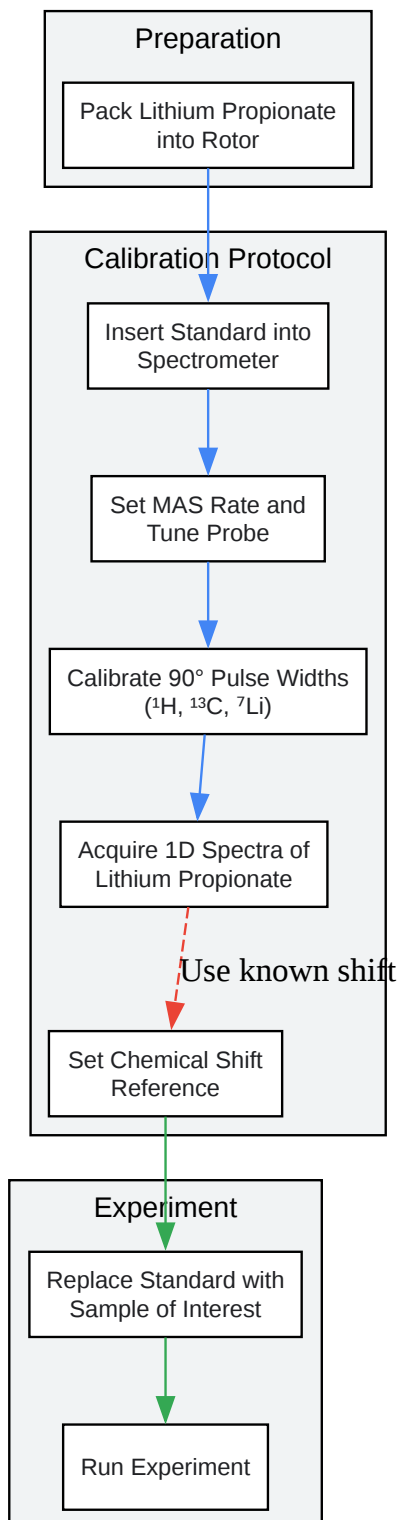 Preparation
Pack Lithium Propionate
into Rotor
Calibration Protocol
Insert Standard into
Spectrometer
Set MAS Rate and
Tune Probe
Calibrate 90° Pulse Widths
(¹H, ¹³C, ⁷Li)
Acquire 1D Spectra of
Lithium Propionate
Use known shift
Set Chemical Shift
Reference
Experiment
Replace Standard with
Sample of Interest
Run Experiment